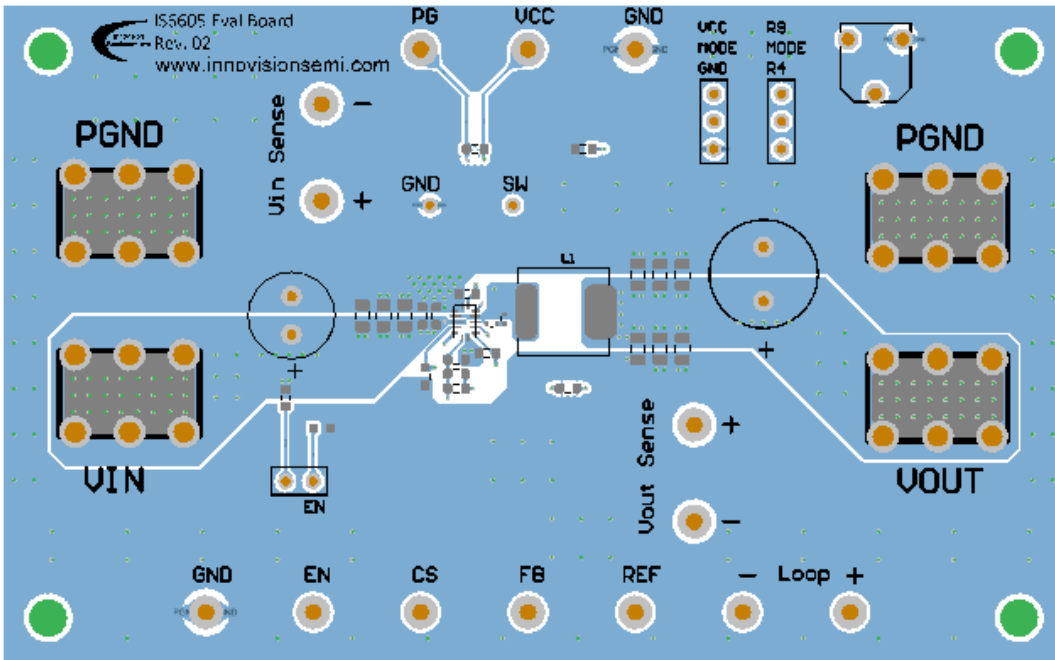 IS6605 Eval Board
Rev. 02
www.innovisionsemi.com
PG
VCC
GND
VCC
MODE
GND
R9
MODE
R4
Vin Sense
-
+
PGND
PGND
GND
SW
L1
+
+
VIN
EN
Vout Sense
+
-
VOUT
GND
EN
CS
FB
REF
- Loop +